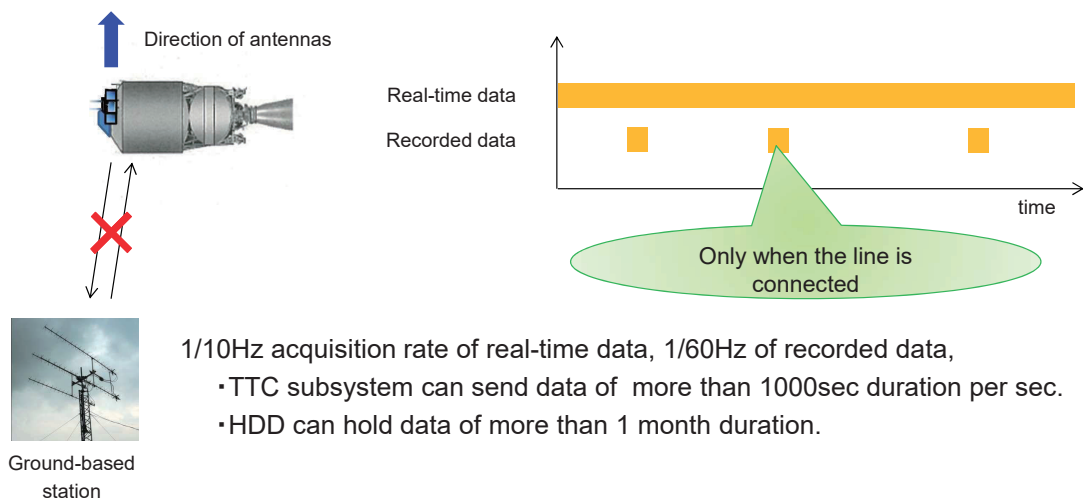 Direction of antennas
Real-time data
Recorded data
time
Only when the line is
connected
1/10Hz acquisition rate of real-time data, 1/60Hz of recorded data,
・TTC subsystem can send data of more than 1000sec duration per sec.
・HDD can hold data of more than 1 month duration.
Ground-based
station